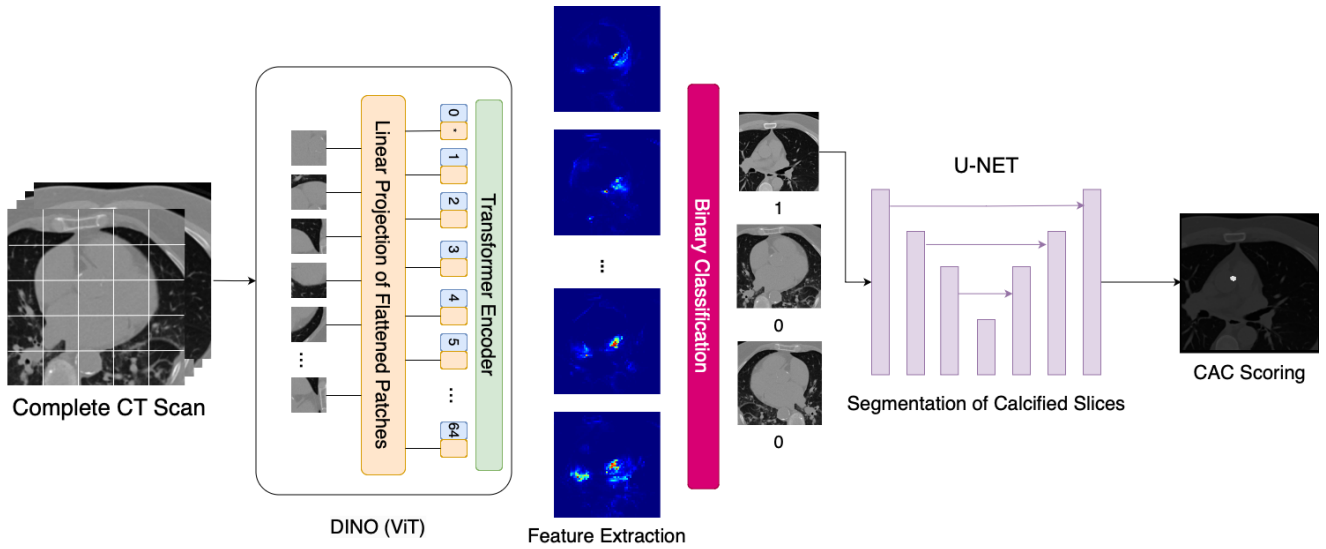 Complete CT Scan
...
Linear Projection of Flattened Patches
0
*
1
2
3
4
5
...
64
Transformer Encoder
DINO (ViT)
...
Feature Extraction
Binary Classification
1
0
0
U-NET
Segmentation of Calcified Slices
CAC Scoring